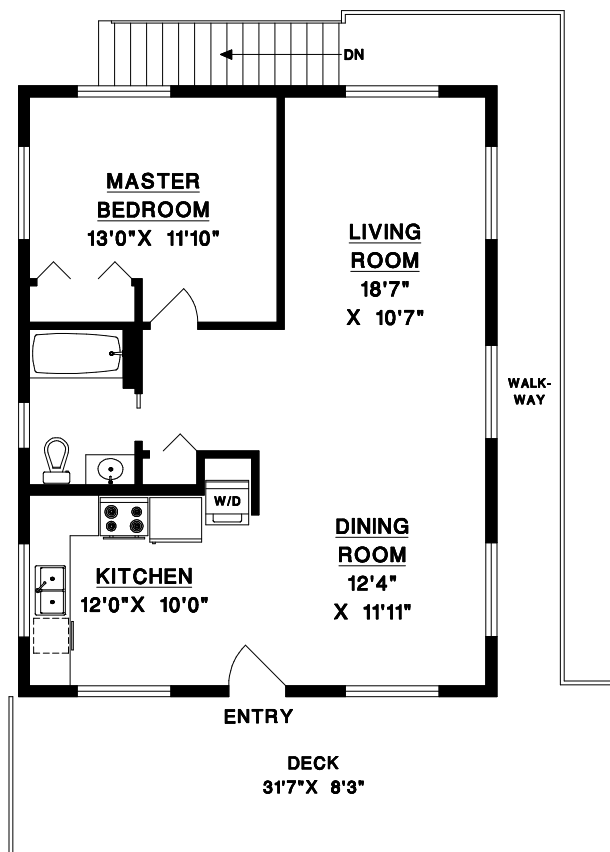 DN
MASTER
BEDROOM
13'0"X 11'10"
LIVING
ROOM
18'7"
X 10'7"
WALK-
WAY
W/D
DINING
ROOM
12'4"
X 11'11"
KITCHEN
12'0"X 10'0"
ENTRY
DECK
31'7"X 8'3"